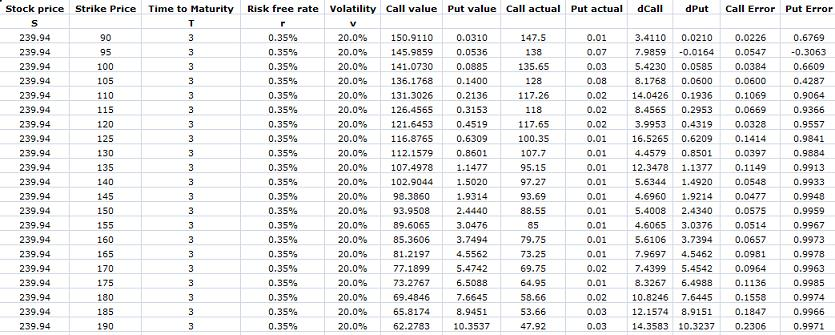 Stock price Strike Price Time to Maturity Risk free rate Volatility Call value Put value Call actual Put actual dCall dPut Call Error Put Error
S T r v
239.94 90 3 0.35% 20.0% 150.9110 0.0310 147.5 0.01 3.4110 0.0210 0.0226 0.6769
239.94 95 3 0.35% 20.0% 145.9859 0.0536 138 0.07 7.9859 -0.0164 0.0547 -0.3063
239.94 100 3 0.35% 20.0% 141.0730 0.0885 135.65 0.03 5.4230 0.0585 0.0384 0.6609
239.94 105 3 0.35% 20.0% 136.1768 0.1400 128 0.08 8.1768 0.0600 0.0600 0.4287
239.94 110 3 0.35% 20.0% 131.3026 0.2136 117.26 0.02 14.0426 0.1936 0.1069 0.9064
239.94 115 3 0.35% 20.0% 126.4565 0.3153 118 0.02 8.4565 0.2953 0.0669 0.9366
239.94 120 3 0.35% 20.0% 121.6453 0.4519 117.65 0.02 3.9953 0.4319 0.0328 0.9557
239.94 125 3 0.35% 20.0% 116.8765 0.6309 100.35 0.01 16.5265 0.6209 0.1414 0.9841
239.94 130 3 0.35% 20.0% 112.1579 0.8601 107.7 0.01 4.4579 0.8501 0.0397 0.9884
239.94 135 3 0.35% 20.0% 107.4978 1.1477 95.15 0.01 12.3478 1.1377 0.1149 0.9913
239.94 140 3 0.35% 20.0% 102.9044 1.5020 97.27 0.01 5.6344 1.4920 0.0548 0.9933
239.94 145 3 0.35% 20.0% 98.3860 1.9314 93.69 0.01 4.6960 1.9214 0.0477 0.9948
239.94 150 3 0.35% 20.0% 93.9508 2.4440 88.55 0.01 5.4008 2.4340 0.0575 0.9959
239.94 155 3 0.35% 20.0% 89.6065 3.0476 85 0.01 4.6065 3.0376 0.0514 0.9967
239.94 160 3 0.35% 20.0% 85.3606 3.7494 79.75 0.01 5.6106 3.7394 0.0657 0.9973
239.94 165 3 0.35% 20.0% 81.2197 4.5562 73.25 0.01 7.9697 4.5462 0.0981 0.9978
239.94 170 3 0.35% 20.0% 77.1899 5.4742 69.75 0.02 7.4399 5.4542 0.0964 0.9963
239.94 175 3 0.35% 20.0% 73.2767 6.5088 64.95 0.01 8.3267 6.4988 0.1136 0.9985
239.94 180 3 0.35% 20.0% 69.4846 7.6645 58.66 0.02 10.8246 7.6445 0.1558 0.9974
239.94 185 3 0.35% 20.0% 65.8174 8.9451 53.66 0.03 12.1574 8.9151 0.1847 0.9966
239.94 190 3 0.35% 20.0% 62.2783 10.3537 47.92 0.03 14.3583 10.3237 0.2306 0.9971